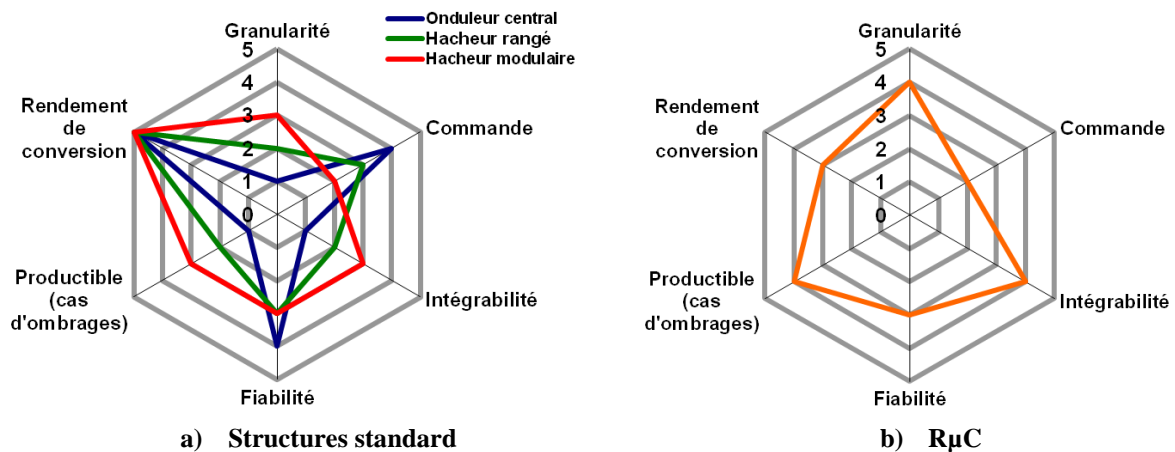 Onduleur central
Hacheur rangé
Hacheur modulaire
Granularité
5
4
3
2
1
0
Commande
Intégrabilité
Fiabilité
Productible
(cas
d'ombrages)
Rendement
de
conversion
a) Structures standard
Granularité
5
4
3
2
1
0
Commande
Intégrabilité
Fiabilité
Productible
(cas
d'ombrages)
Rendement
de
conversion
b) RµC